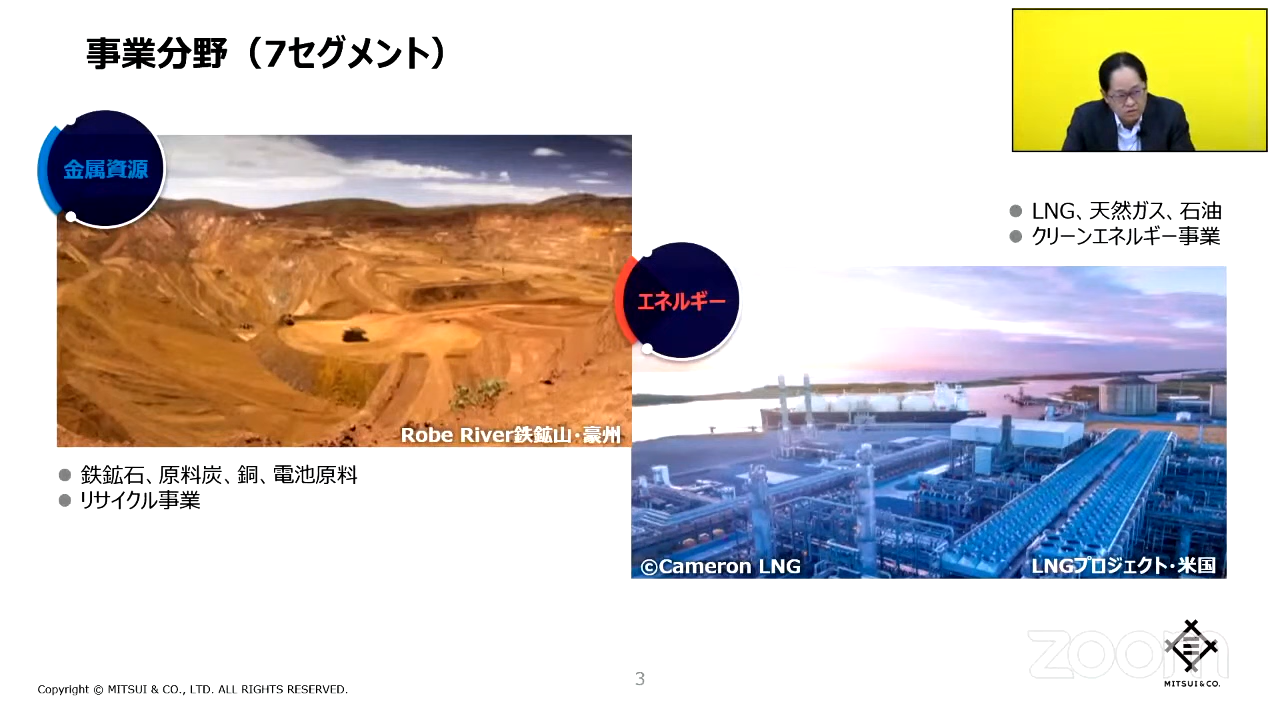 事業分野（7セグメント）
金属資源
Robe River鉄鉱山・豪州
● 鉄鉱石、原料炭、銅、電池原料
● リサイクル事業
エネルギー
● LNG、天然ガス、石油
● クリーンエネルギー事業
©Cameron LNG
LNGプロジェクト・米国
zoom
MITSUI & CO.
Copyright © MITSUI & CO., LTD. ALL RIGHTS RESERVED.
3